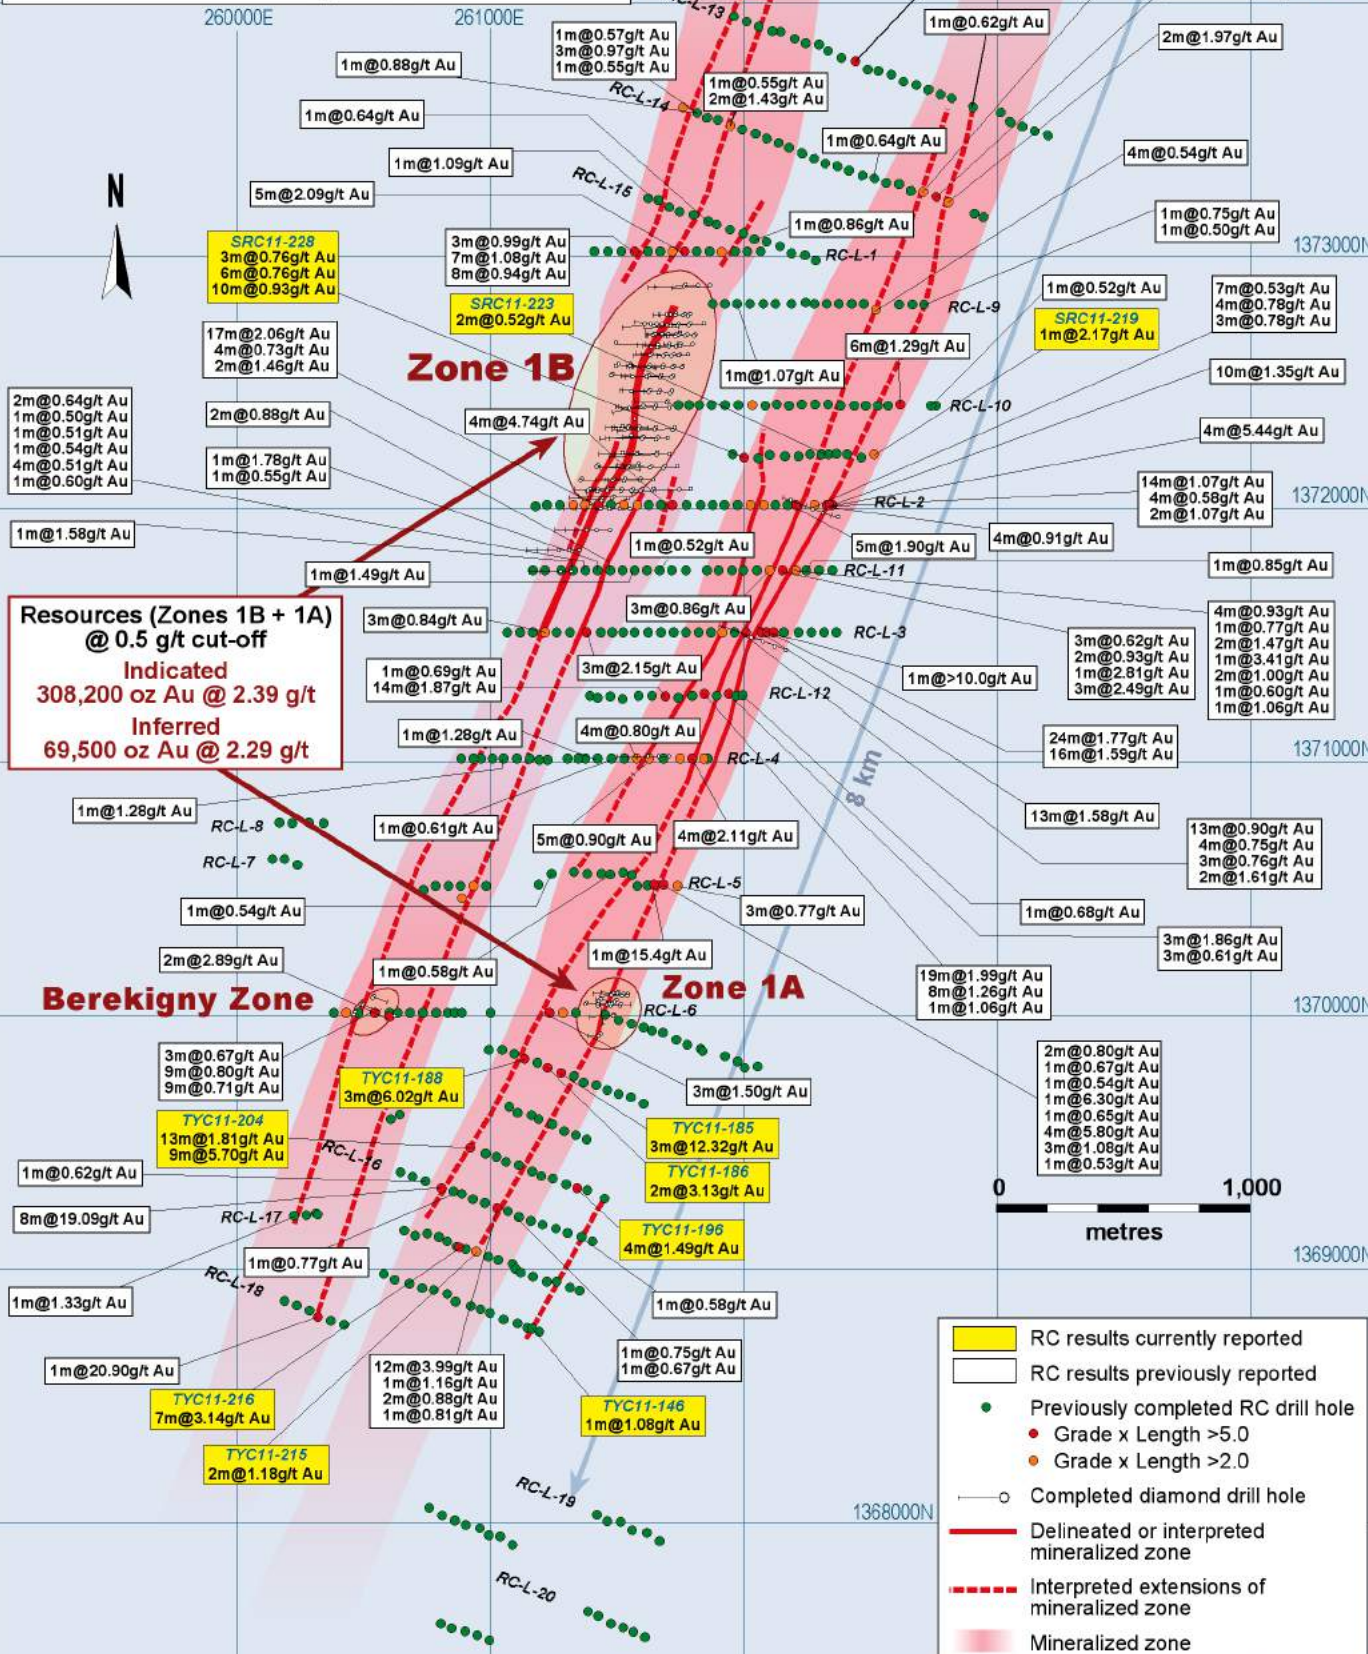 260000E
261000E
RC-L-13
1m@0.62g/t Au
2m@1.97g/t Au
1m@0.57g/t Au
3m@0.97g/t Au
1m@0.55g/t Au
1m@0.88g/t Au
RC-L-14
1m@0.55g/t Au
2m@1.43g/t Au
1m@0.64g/t Au
1m@0.64g/t Au
4m@0.54g/t Au
1m@1.09g/t Au
RC-L-15
5m@2.09g/t Au
N
1m@0.75g/t Au
1m@0.50g/t Au
1m@0.86g/t Au
SRC11-228
3m@0.76g/t Au
6m@0.76g/t Au
10m@0.93g/t Au
3m@0.99g/t Au
7m@1.08g/t Au
8m@0.94g/t Au
RC-L-1
1373000N
SRC11-223
2m@0.52g/t Au
RC-L-9
1m@0.52g/t Au
7m@0.53g/t Au
4m@0.78g/t Au
3m@0.78g/t Au
SRC11-219
1m@2.17g/t Au
17m@2.06g/t Au
4m@0.73g/t Au
2m@1.46g/t Au
6m@1.29g/t Au
Zone 1B
1m@1.07g/t Au
10m@1.35g/t Au
2m@0.64g/t Au
1m@0.50g/t Au
1m@0.51g/t Au
1m@0.54g/t Au
4m@0.51g/t Au
1m@0.60g/t Au
2m@0.88g/t Au
4m@4.74g/t Au
RC-L-10
4m@5.44g/t Au
1m@1.78g/t Au
1m@0.55g/t Au
14m@1.07g/t Au
4m@0.58g/t Au
2m@1.07g/t Au
1372000N
RC-L-2
1m@1.58g/t Au
1m@0.52g/t Au
5m@1.90g/t Au
4m@0.91g/t Au
1m@1.49g/t Au
RC-L-11
1m@0.85g/t Au
Resources (Zones 1B + 1A)
@ 0.5 g/t cut-off
Indicated
308,200 oz Au @ 2.39 g/t
Inferred
69,500 oz Au @ 2.29 g/t
3m@0.84g/t Au
3m@0.86g/t Au
RC-L-3
4m@0.93g/t Au
1m@0.77g/t Au
2m@1.47g/t Au
1m@3.41g/t Au
2m@1.00g/t Au
1m@0.60g/t Au
1m@1.06g/t Au
3m@0.62g/t Au
2m@0.93g/t Au
1m@2.81g/t Au
3m@2.49g/t Au
1m@0.69g/t Au
14m@1.87g/t Au
3m@2.15g/t Au
1m@>10.0g/t Au
RC-L-12
1m@1.28g/t Au
4m@0.80g/t Au
24m@1.77g/t Au
16m@1.59g/t Au
1371000N
RC-L-4
8 km
1m@1.28g/t Au
RC-L-8
1m@0.61g/t Au
5m@0.90g/t Au
4m@2.11g/t Au
13m@1.58g/t Au
13m@0.90g/t Au
4m@0.75g/t Au
3m@0.76g/t Au
2m@1.61g/t Au
RC-L-7
RC-L-5
1m@0.54g/t Au
3m@0.77g/t Au
1m@0.68g/t Au
2m@2.89g/t Au
1m@0.58g/t Au
1m@15.4g/t Au
3m@1.86g/t Au
3m@0.61g/t Au
19m@1.99g/t Au
8m@1.26g/t Au
1m@1.06g/t Au
Berekigny Zone
Zone 1A
RC-L-6
1370000N
3m@0.67g/t Au
9m@0.80g/t Au
9m@0.71g/t Au
TYC11-188
3m@6.02g/t Au
3m@1.50g/t Au
2m@0.80g/t Au
1m@0.67g/t Au
1m@0.54g/t Au
1m@6.30g/t Au
1m@0.65g/t Au
4m@5.80g/t Au
3m@1.08g/t Au
1m@0.53g/t Au
TYC11-204
13m@1.81g/t Au
9m@5.70g/t Au
TYC11-185
3m@12.32g/t Au
RC-L-16
1m@0.62g/t Au
TYC11-186
2m@3.13g/t Au
0
1,000
metres
8m@19.09g/t Au
RC-L-17
TYC11-196
4m@1.49g/t Au
1m@0.77g/t Au
1369000N
RC-L-18
1m@1.33g/t Au
1m@0.58g/t Au
1m@20.90g/t Au
12m@3.99g/t Au
1m@1.16g/t Au
2m@0.88g/t Au
1m@0.81g/t Au
1m@0.75g/t Au
1m@0.67g/t Au
TYC11-216
7m@3.14g/t Au
TYC11-146
1m@1.08g/t Au
TYC11-215
2m@1.18g/t Au
RC-L-19
1368000N
RC-L-20
RC results currently reported
RC results previously reported
Previously completed RC drill hole
Grade x Length >5.0
Grade x Length >2.0
Completed diamond drill hole
Delineated or interpreted
mineralized zone
Interpreted extensions of
mineralized zone
Mineralized zone